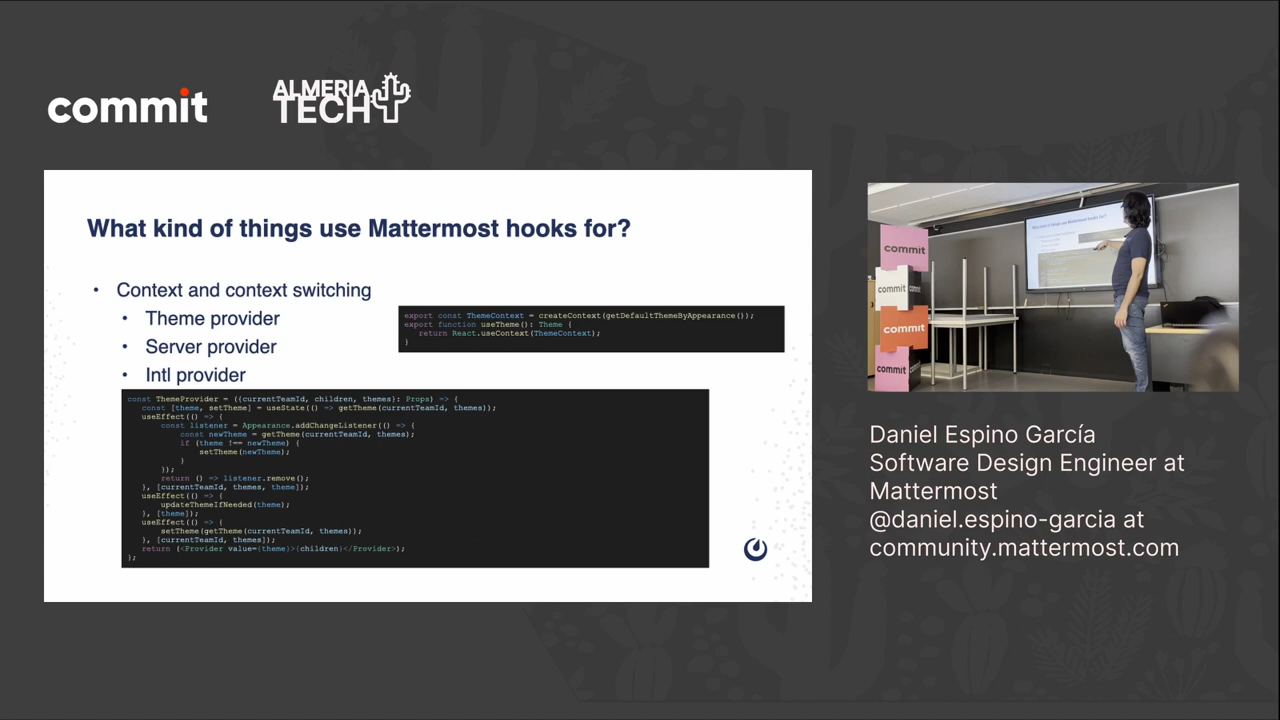 commit
ALMERIA
TECH
What kind of things use Mattermost hooks for?
• Context and context switching
• Theme provider
• Server provider
• Intl provider
export const ThemeContext = createContext(getDefaultThemeByAppearance());
export function useTheme(): Theme {
return React.useContext(ThemeContext);
}
const ThemeProvider = ({currentTeamId, children, themes}: Props) => {
const [theme, setTheme] = useState(() => getTheme(currentTeamId, themes));
useEffect(() => {
const listener = Appearance.addChangeListener(() => {
const newTheme = getTheme(currentTeamId, themes);
if (theme !== newTheme) {
setTheme(newTheme);
}
});
return () => listener.remove();
}, [currentTeamId, themes, theme]);
useEffect(() => {
updateThemeIfNeeded(theme);
}, [theme]);
useEffect(() => {
setTheme(getTheme(currentTeamId, themes));
}, [currentTeamId, themes]);
return (<Provider value={theme}>{children}</Provider>);
};
commit
commit
commit
commit
Daniel Espino García
Software Design Engineer at
Mattermost
@daniel.espino-garcia at
community.mattermost.com